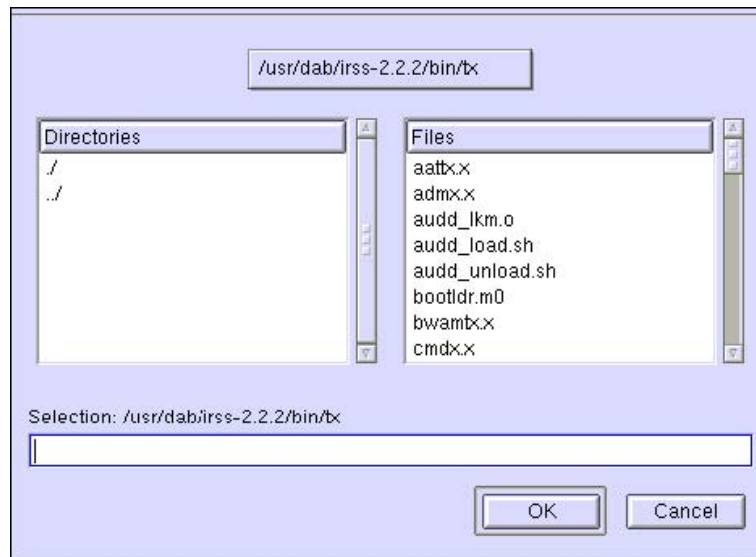 /usr/dab/irss-2.2.2/bin/tx
Directories
./
../
Files
aattx.x
admx.x
audd_lkm.o
audd_load.sh
audd_unload.sh
bootldr.m0
bwamtx.x
cmdx.x
Selection: /usr/dab/irss-2.2.2/bin/tx
OK
Cancel